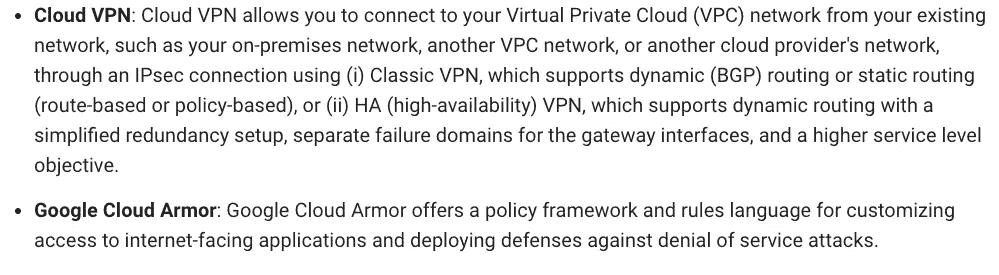 • Cloud VPN: Cloud VPN allows you to connect to your Virtual Private Cloud (VPC) network from your existing
network, such as your on-premises network, another VPC network, or another cloud provider's network,
through an IPsec connection using (i) Classic VPN, which supports dynamic (BGP) routing or static routing
(route-based or policy-based), or (ii) HA (high-availability) VPN, which supports dynamic routing with a
simplified redundancy setup, separate failure domains for the gateway interfaces, and a higher service level
objective.
• Google Cloud Armor: Google Cloud Armor offers a policy framework and rules language for customizing
access to internet-facing applications and deploying defenses against denial of service attacks.